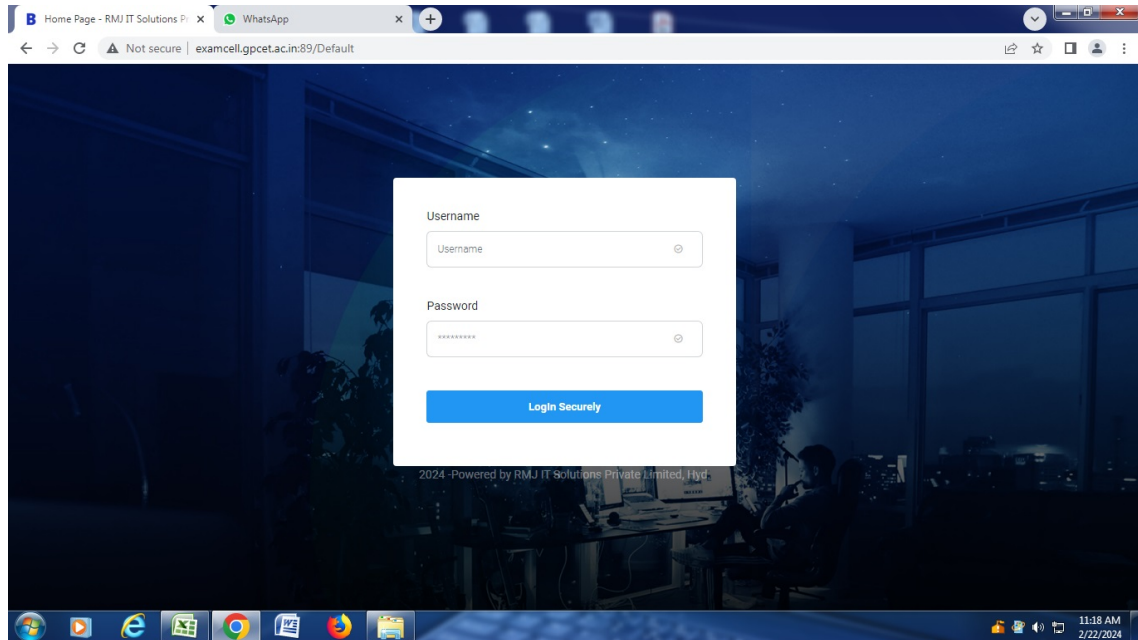 Home Page - RMJ IT Solutions Pr
WhatsApp
Not secure examcell.gpcet.ac.in:89/Default
Username
Username
Password
*********
LogIn Securely
2024 -Powered by RMJ IT Solutions Private Limited, Hyd.
11:18 AM
2/22/2024